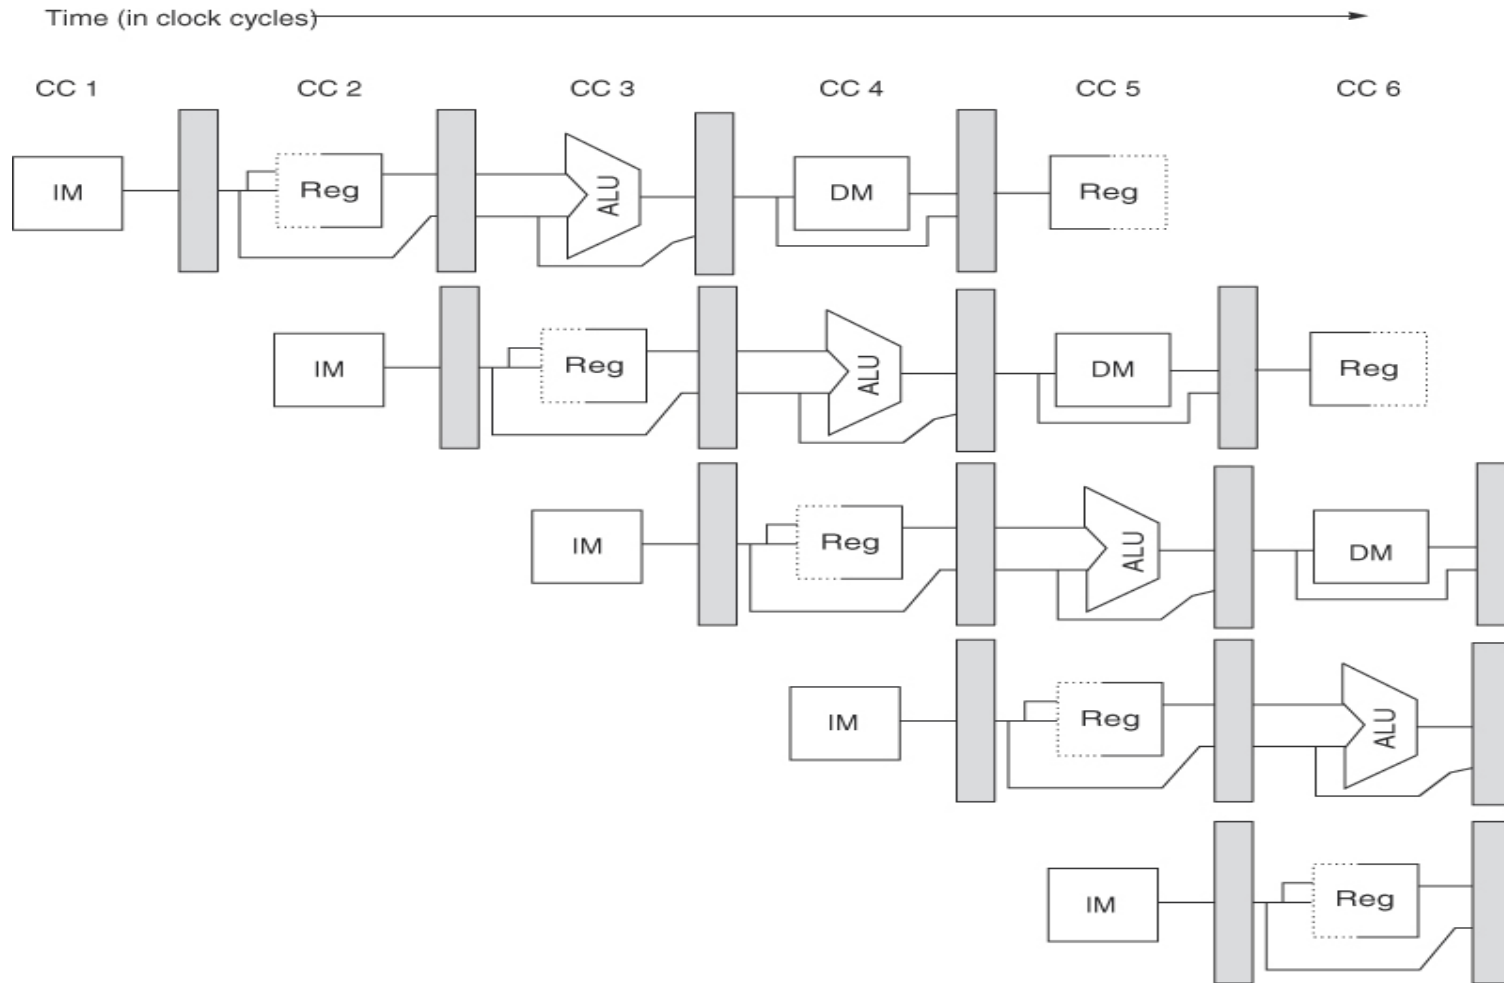 Time (in clock cycles)
CC 1 CC 2 CC 3 CC 4 CC 5 CC 6
IM Reg ALU DM Reg
IM Reg ALU DM Reg
IM Reg ALU DM
IM Reg ALU
IM Reg